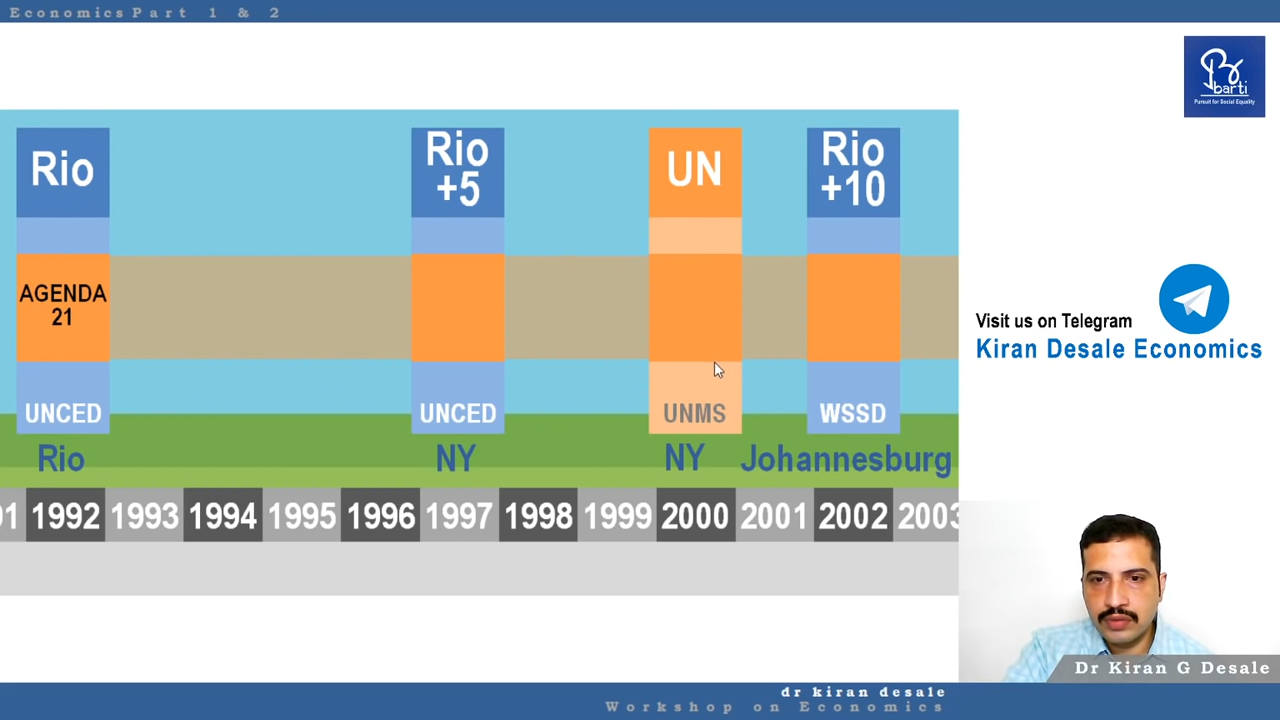 Economics Part 1 & 2
barti
Pursuit for Social Equality
Rio
Rio
+5
UN
Rio
+10
AGENDA
21
UNCED
UNCED
UNMS
WSSD
Rio
NY
NY
Johannesburg
01 1992 1993 1994 1995 1996 1997 1998 1999 2000 2001 2002 2003
Visit us on Telegram
Kiran Desale Economics
Dr Kiran G Desale
dr kiran desale
Workshop on Economics